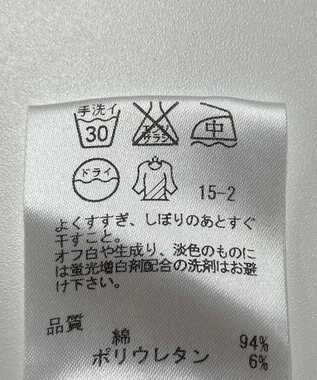 手洗イ
30
エンソ
サラシ
中
ドライ
15-2
よくすすぎ、しぼりのあとすぐ
干すこと。
オフ白や生成り、淡色のものに
は蛍光増白剤配合の洗剤はお避
け下さい。
品質
綿 94%
ポリウレタン 6%